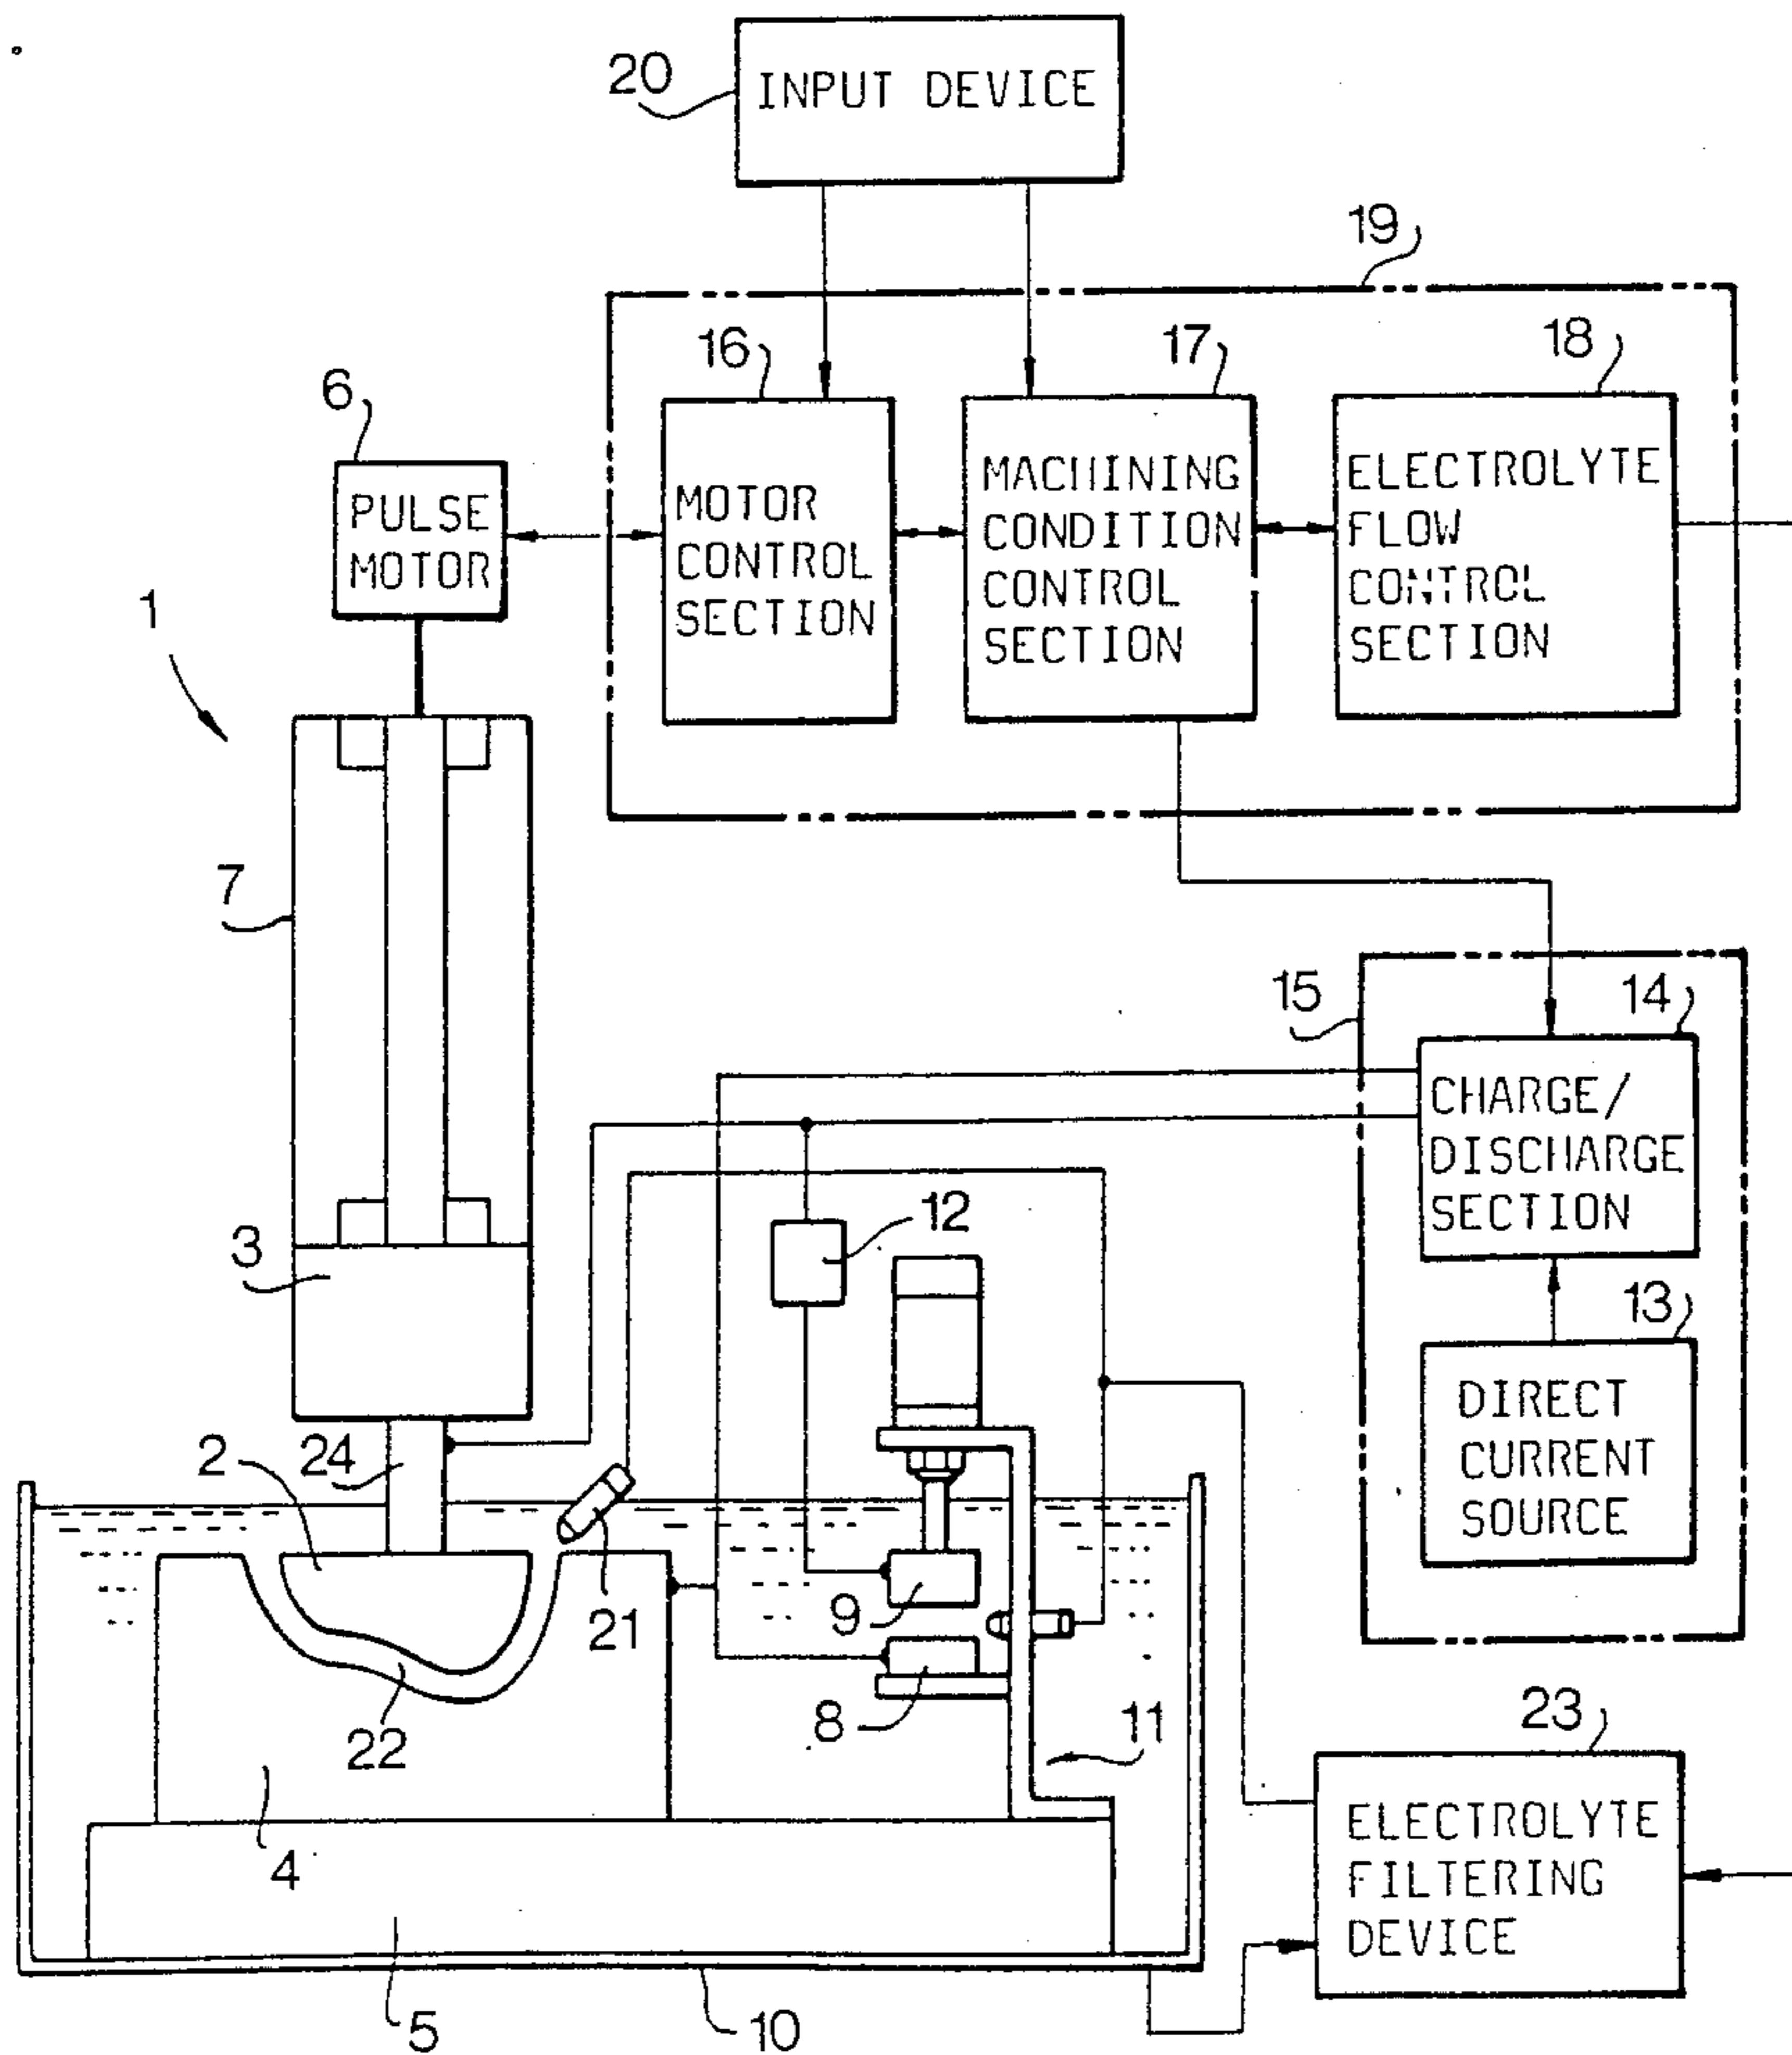 20
INPUT DEVICE
19
16
17
18
6
PULSE
MOTOR
MOTOR
CONTROL
SECTION
MACHINING
CONDITION
CONTROL
SECTION
ELECTROLYTE
FLOW
CONTROL
SECTION
1
7
15
14
CHARGE/
DISCHARGE
SECTION
12
3
13
DIRECT
CURRENT
SOURCE
2
24
21
9
22
8
11
23
4
ELECTROLYTE
FILTERING
DEVICE
5
10